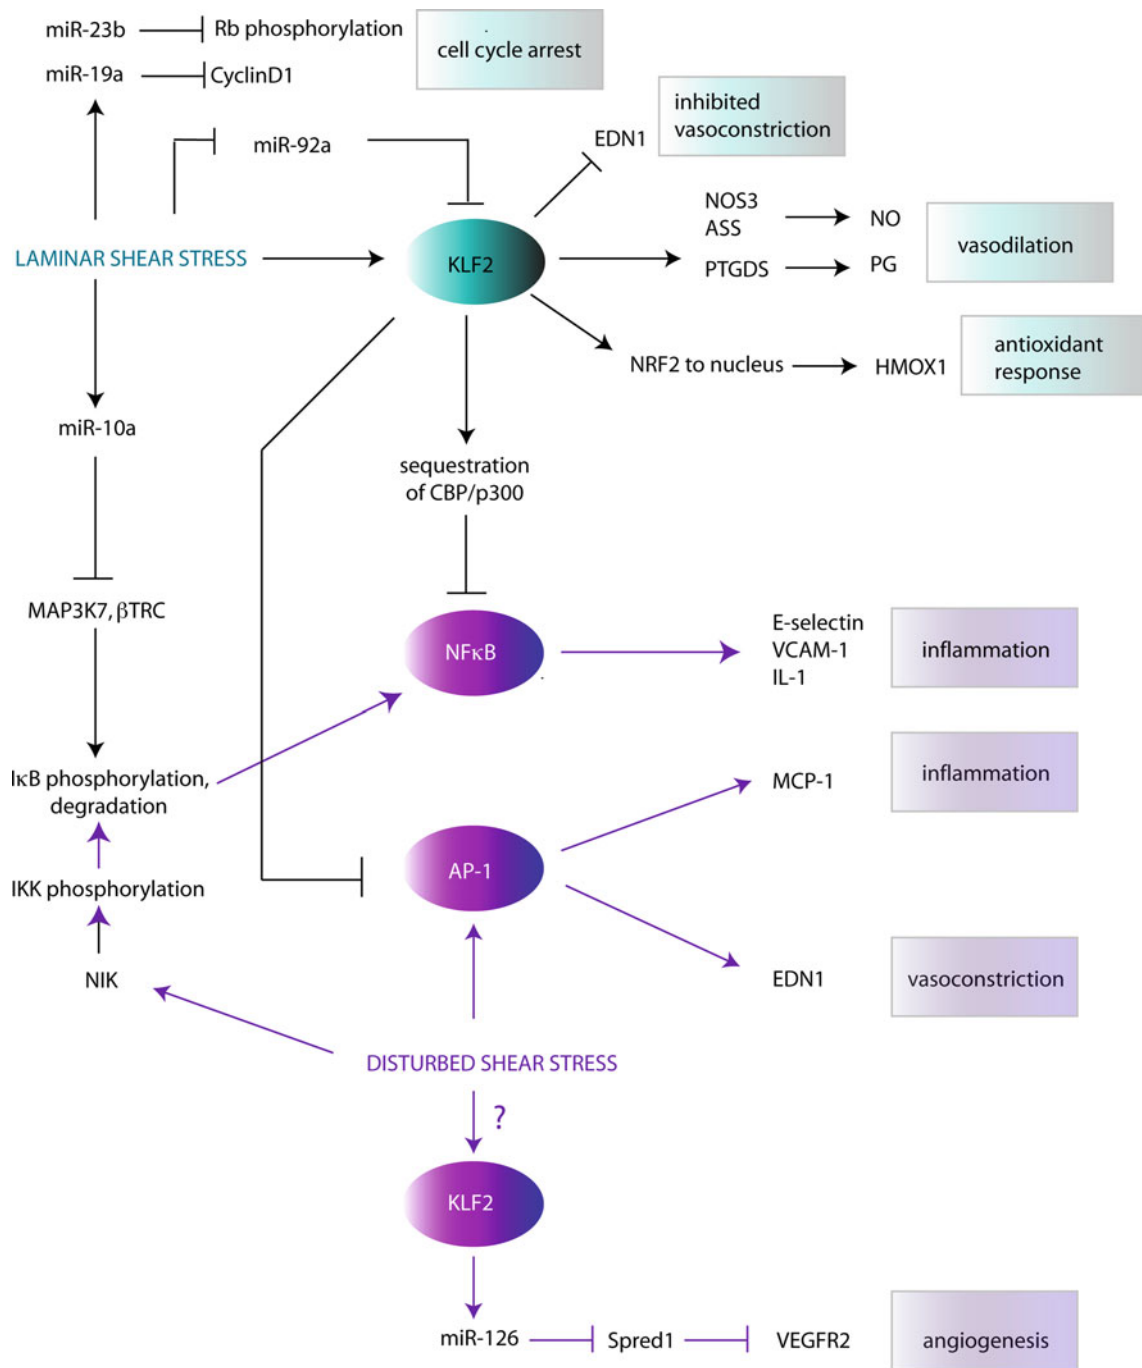 miR-23b
Rb phosphorylation
cell cycle arrest
miR-19a
CyclinD1
inhibited
vasoconstriction
miR-92a
EDN1
NOS3
ASS
NO
vasodilation
LAMINAR SHEAR STRESS
KLF2
PTGDS
PG
antioxidant
response
NRF2 to nucleus
HMOX1
miR-10a
sequestration
of CBP/p300
MAP3K7, βTRC
NFκB
E-selectin
VCAM-1
IL-1
inflammation
IκB phosphorylation,
degradation
MCP-1
inflammation
AP-1
IKK phosphorylation
NIK
EDN1
vasoconstriction
DISTURBED SHEAR STRESS
?
KLF2
miR-126
Spred1
VEGFR2
angiogenesis